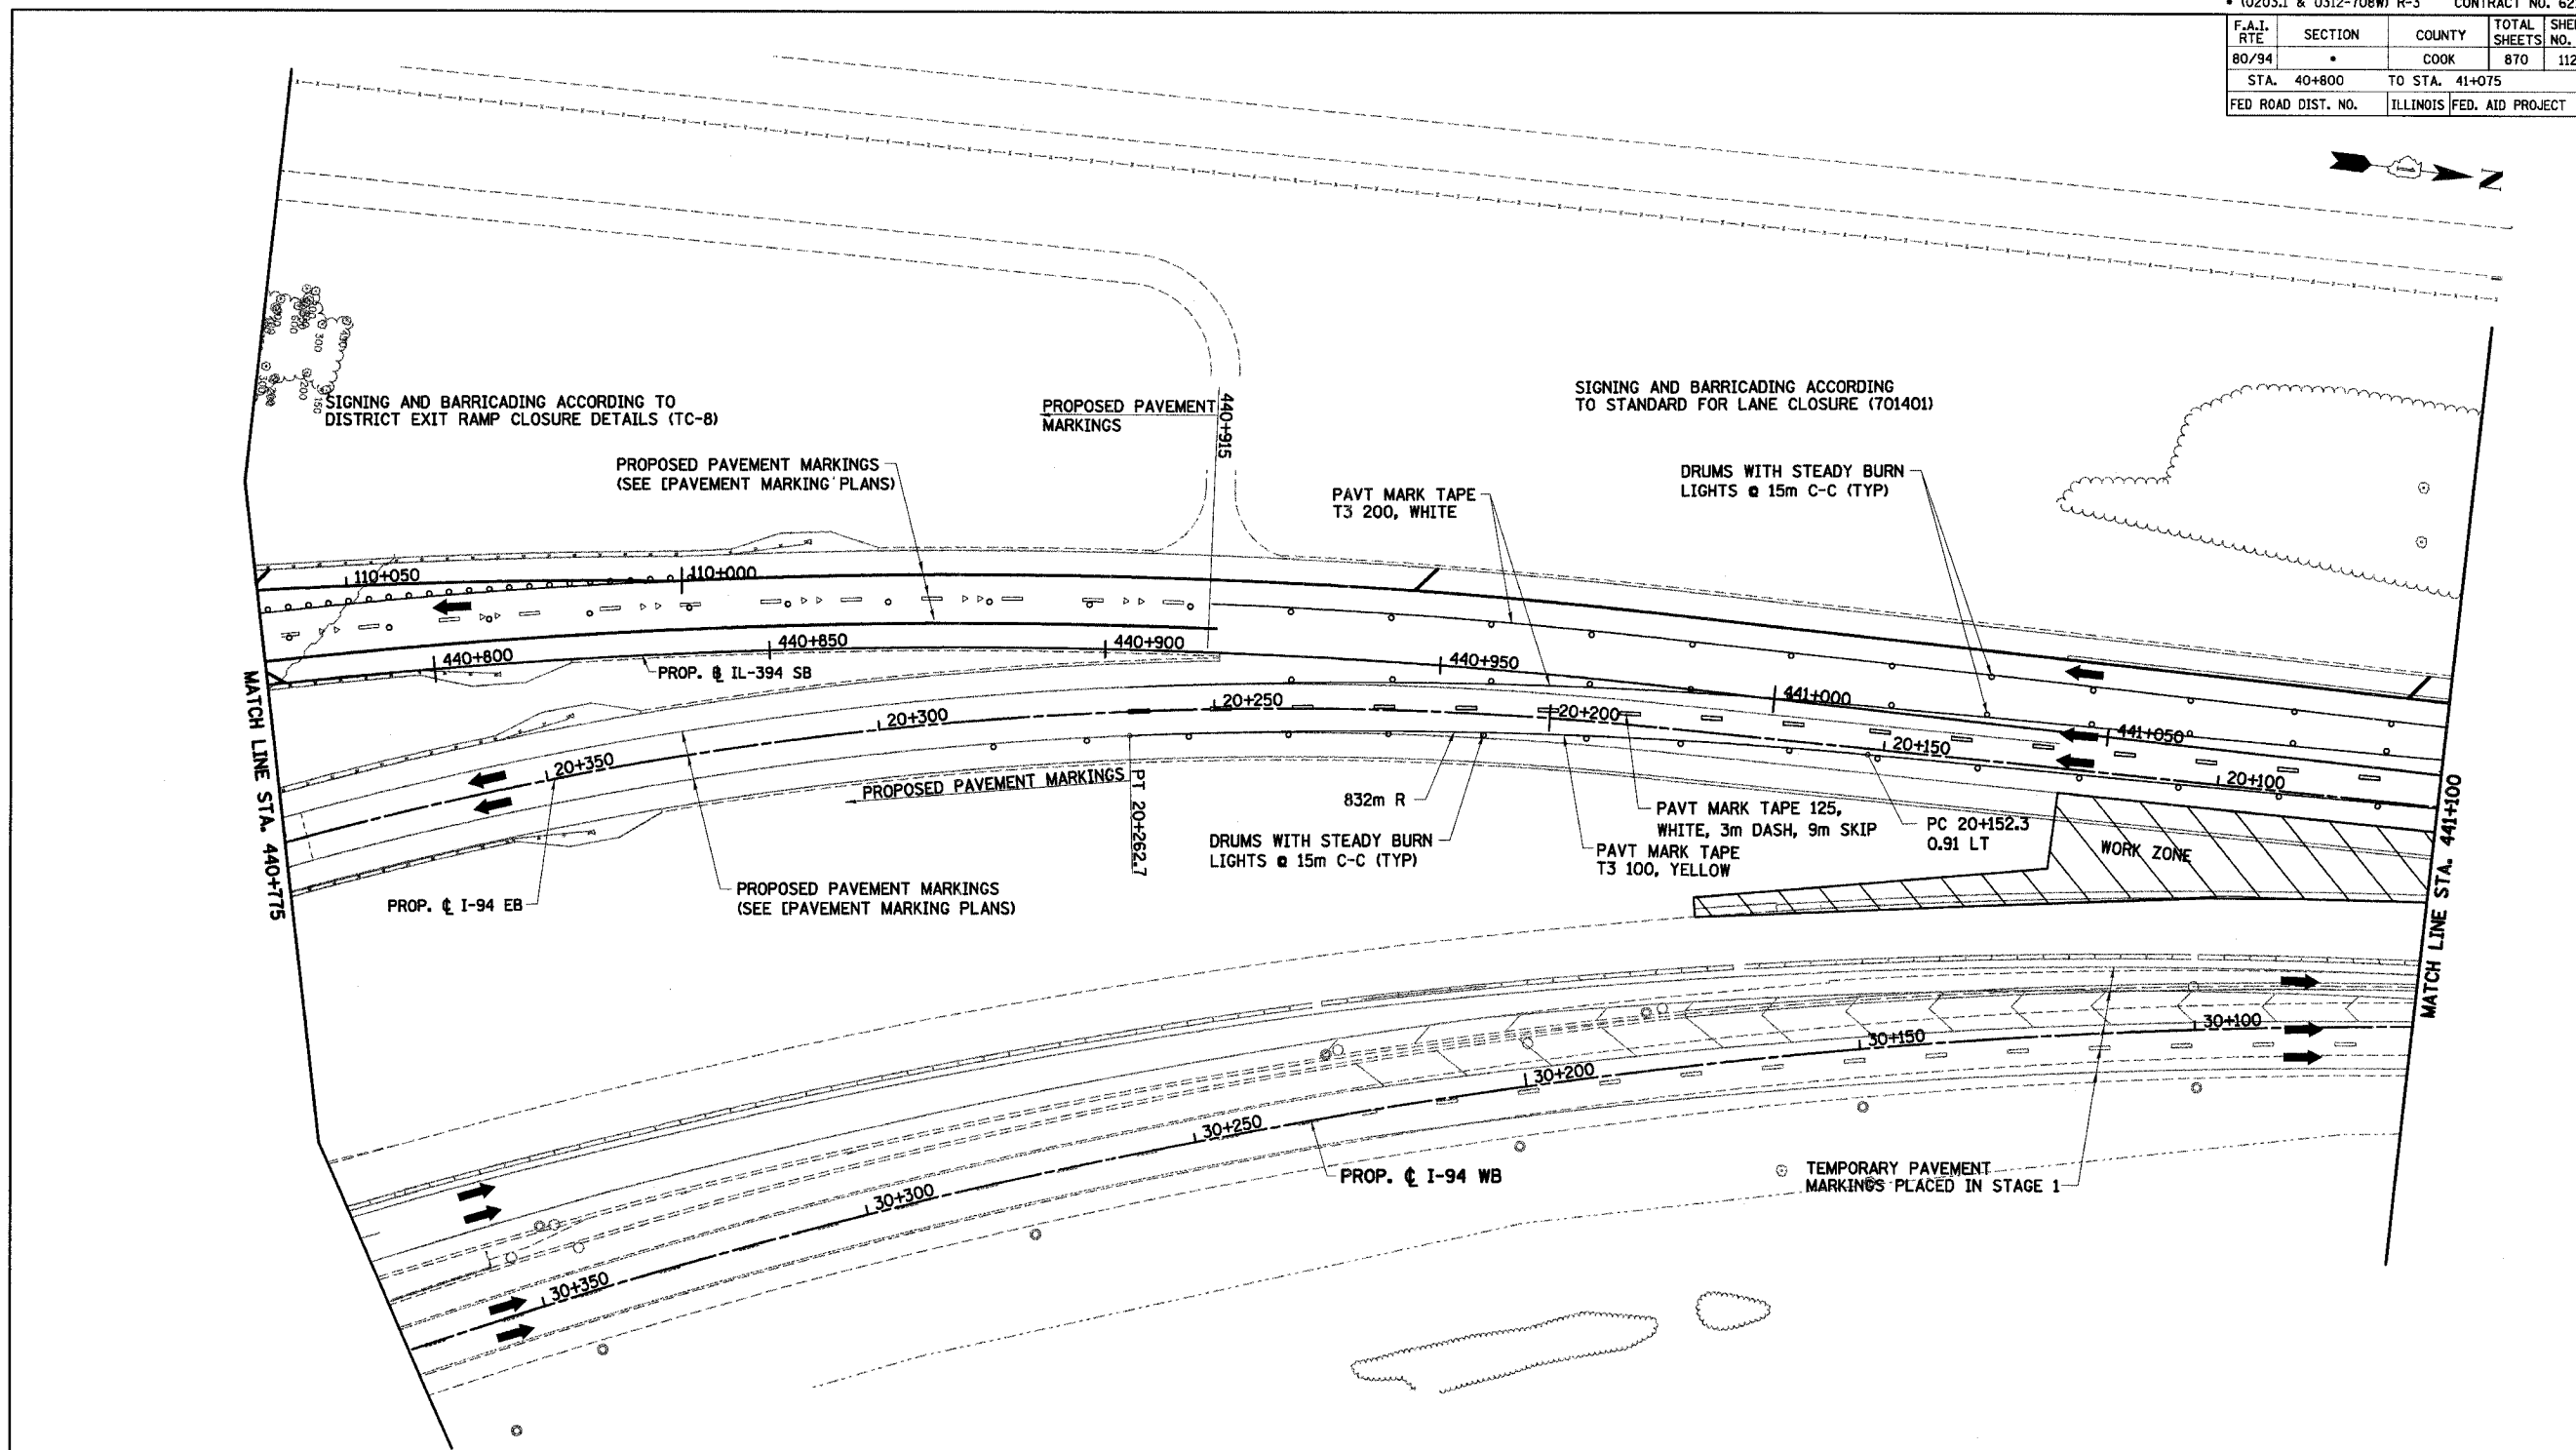 • (0203.1 & 0312-708W) R-3 CONTRACT NO.
F.A.I. RTE SECTION COUNTY TOTAL SHEETS
80/94 • COOK 870 112
STA. 40+800 TO STA. 41+075
FED ROAD DIST. NO. ILLINOIS FED. AID PROJECT
Z
300
200
150
SIGNING AND BARRICADING ACCORDING TO
DISTRICT EXIT RAMP CLOSURE DETAILS (TC-8)
PROPOSED PAVEMENT
MARKINGS
440+915
SIGNING AND BARRICADING ACCORDING
TO STANDARD FOR LANE CLOSURE (701401)
PROPOSED PAVEMENT MARKINGS
(SEE [PAVEMENT MARKING PLANS)
PAVT MARK TAPE
T3 200, WHITE
DRUMS WITH STEADY BURN
LIGHTS @ 15m C-C (TYP)
110+050
110+000
440+800
440+850
440+900
440+950
441+000
441+050
PROP. ℄ IL-394 SB
20+350
20+300
20+250
20+200
20+150
20+100
MATCH LINE STA. 440+775
MATCH LINE STA. 441+100
PROPOSED PAVEMENT MARKINGS
PT 20+262.7
832m R
DRUMS WITH STEADY BURN
LIGHTS @ 15m C-C (TYP)
PAVT MARK TAPE 125,
WHITE, 3m DASH, 9m SKIP
PAVT MARK TAPE
T3 100, YELLOW
PC 20+152.3
0.91 LT
WORK ZONE
PROP. ℄ I-94 EB
PROPOSED PAVEMENT MARKINGS
(SEE [PAVEMENT MARKING PLANS)
30+350
30+300
30+250
30+200
30+150
30+100
PROP. ℄ I-94 WB
TEMPORARY PAVEMENT
MARKINGS PLACED IN STAGE 1